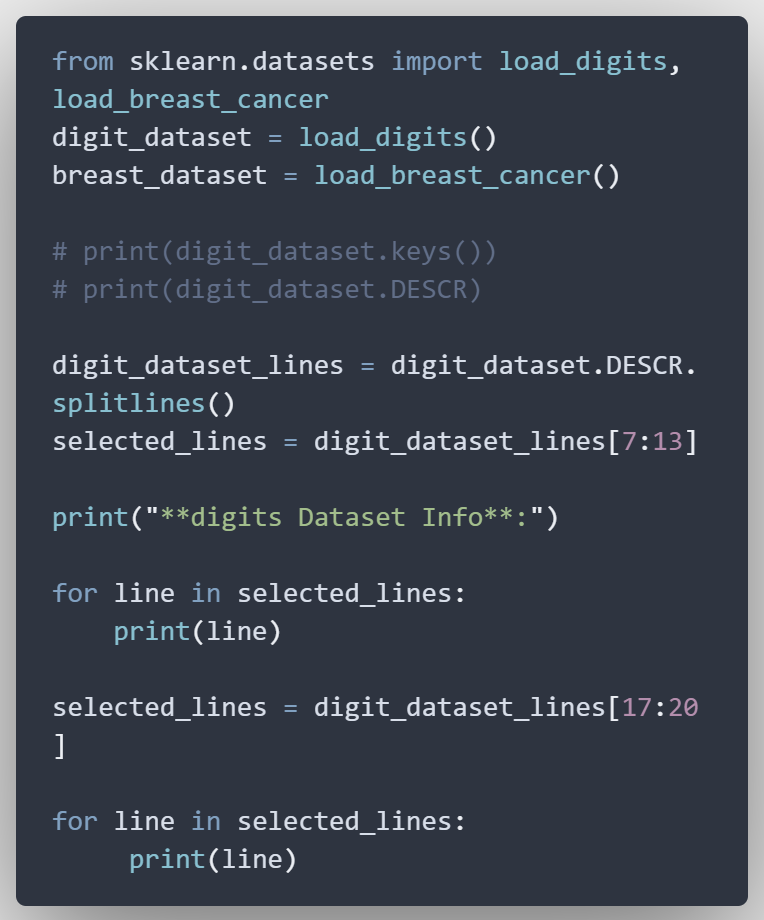 from sklearn.datasets import load_digits,
load_breast_cancer
digit_dataset = load_digits()
breast_dataset = load_breast_cancer()

# print(digit_dataset.keys())
# print(digit_dataset.DESCR)

digit_dataset_lines = digit_dataset.DESCR.
splitlines()
selected_lines = digit_dataset_lines[7:13]

print("**digits Dataset Info**:")

for line in selected_lines:
    print(line)

selected_lines = digit_dataset_lines[17:20
]

for line in selected_lines:
     print(line)